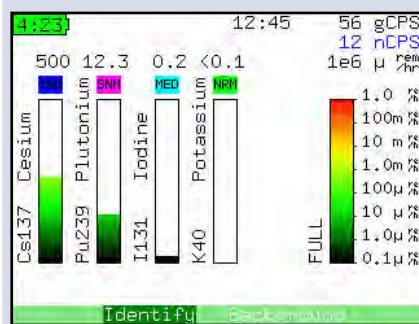 4:23 12:45 56 gCPS
12 nCPS
500 12.3 0.2 <0.1 1e6 µ rem/hr
IND SNM MED NRM
Cs137 Cesium
Pu239 Plutonium
I131 Iodine
K40 Potassium
FULL
1.0
100m
10 m
1.0m
100µ
10 µ
1.0µ
0.1µ
Identify Background